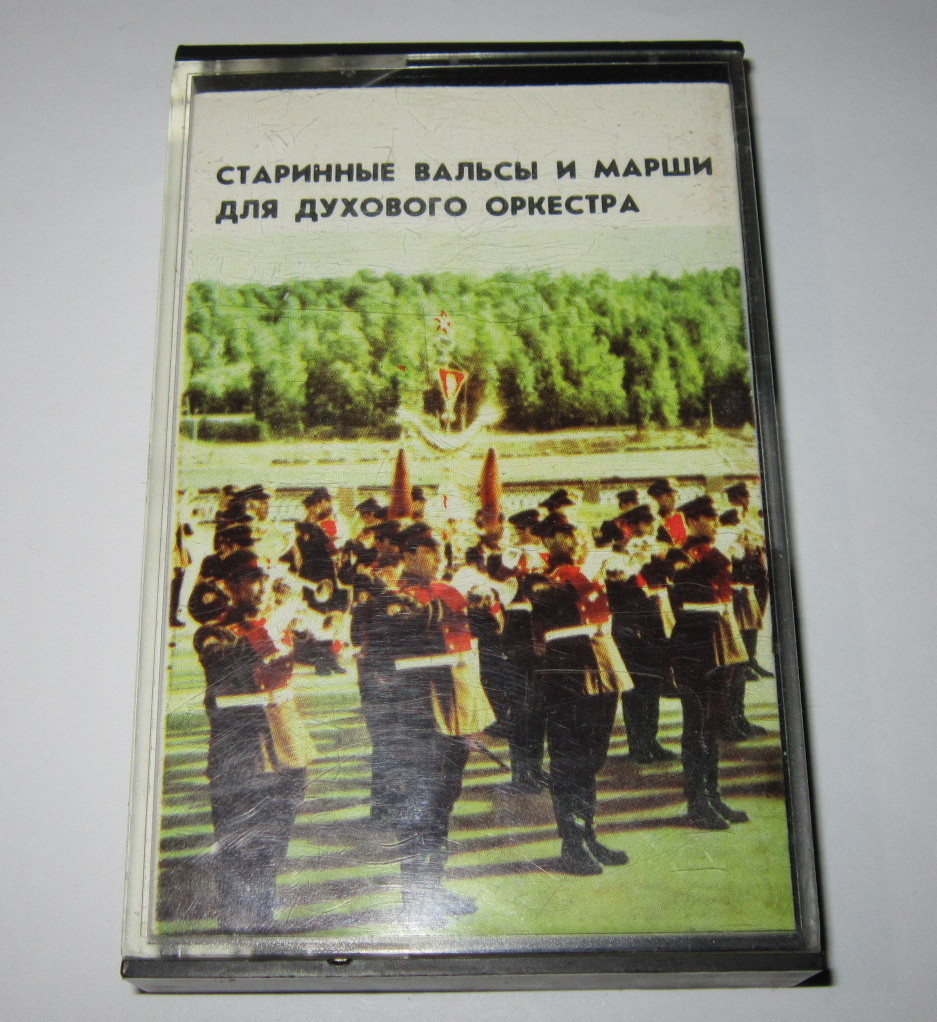 СТАРИННЫЕ ВАЛЬСЫ И МАРШИ
ДЛЯ ДУХОВОГО ОРКЕСТРА